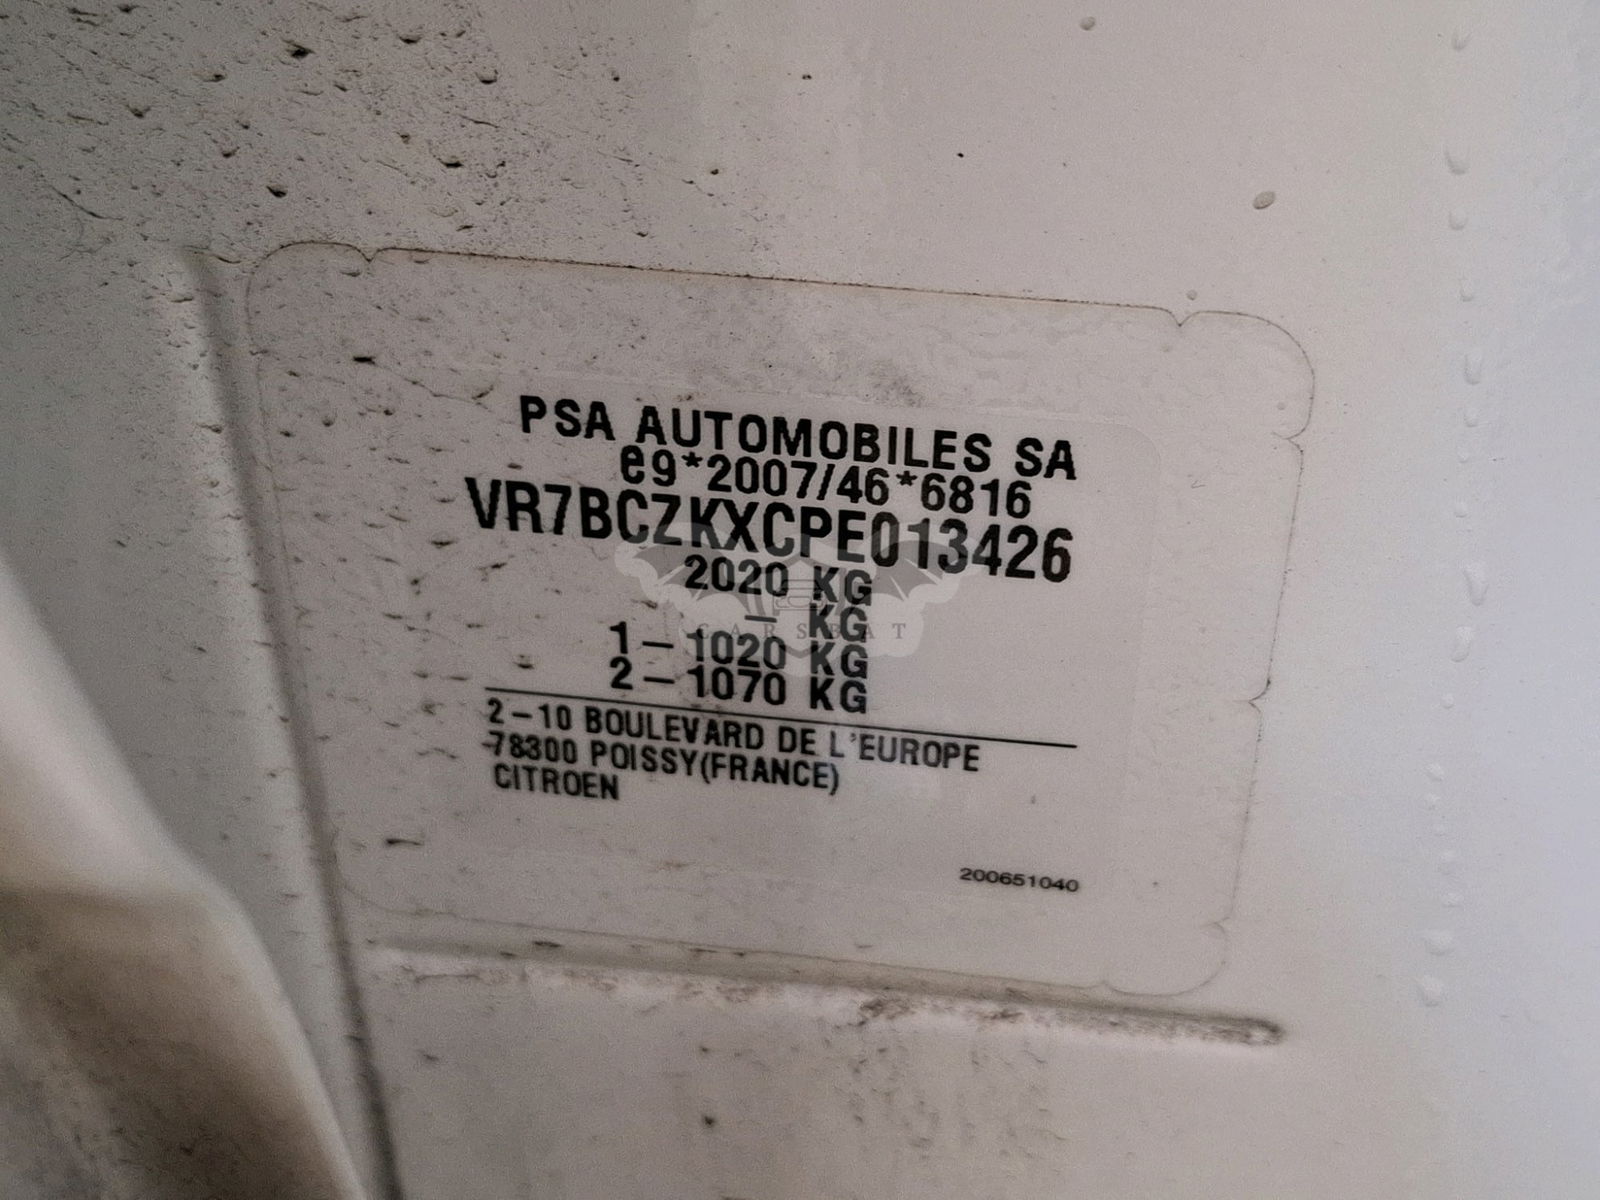 PSA AUTOMOBILES SA
e9*2007/46*6816
VR7BCZKXCPE013426
2020 KG
- KG
1 - 1020 KG
2 - 1070 KG
2-10 BOULEVARD DE L'EUROPE
78300 POISSY(FRANCE)
CITROEN
200651040
CARSBAT